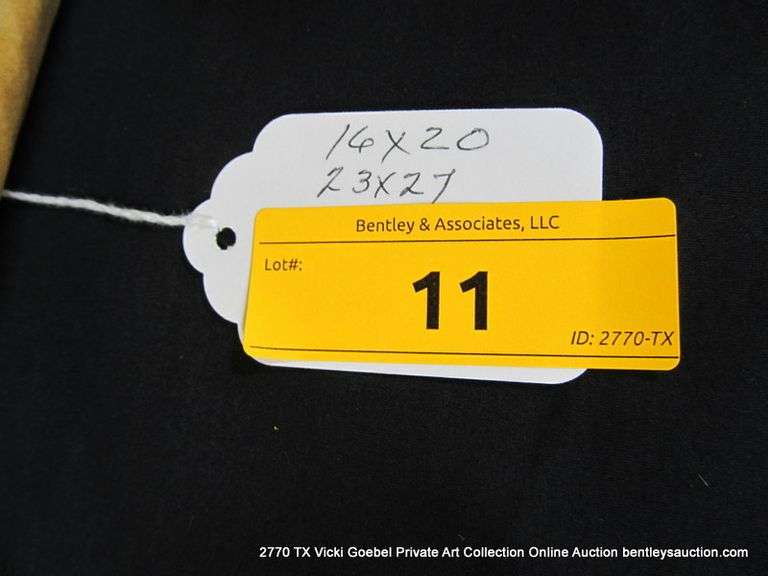 16X20
23X27
Bentley & Associates, LLC
Lot#:
11
ID: 2770-TX
2770 TX Vicki Goebel Private Art Collection Online Auction bentleysauction.com